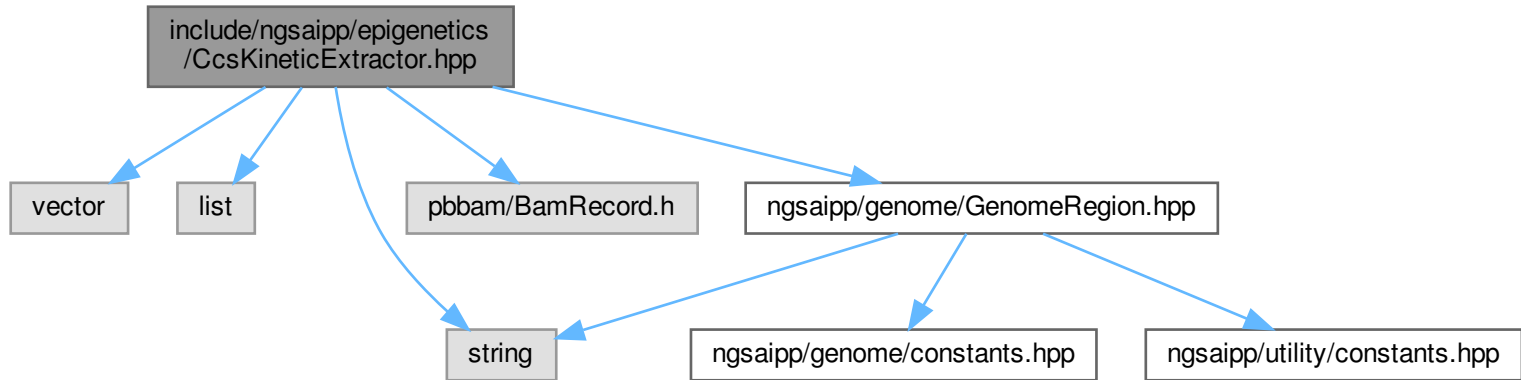 include/ngsaipp/epigenetics
/CcsKineticExtractor.hpp
vector
list
pbbam/BamRecord.h
ngsaipp/genome/GenomeRegion.hpp
string
ngsaipp/genome/constants.hpp
ngsaipp/utility/constants.hpp